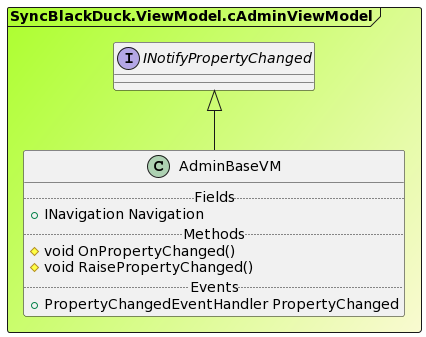 SyncBlackDuck.ViewModel.cAdminViewModel
I INotifyPropertyChanged
C AdminBaseVM
Fields
INavigation Navigation
Methods
void OnPropertyChanged()
void RaisePropertyChanged()
Events
PropertyChangedEventHandler PropertyChanged